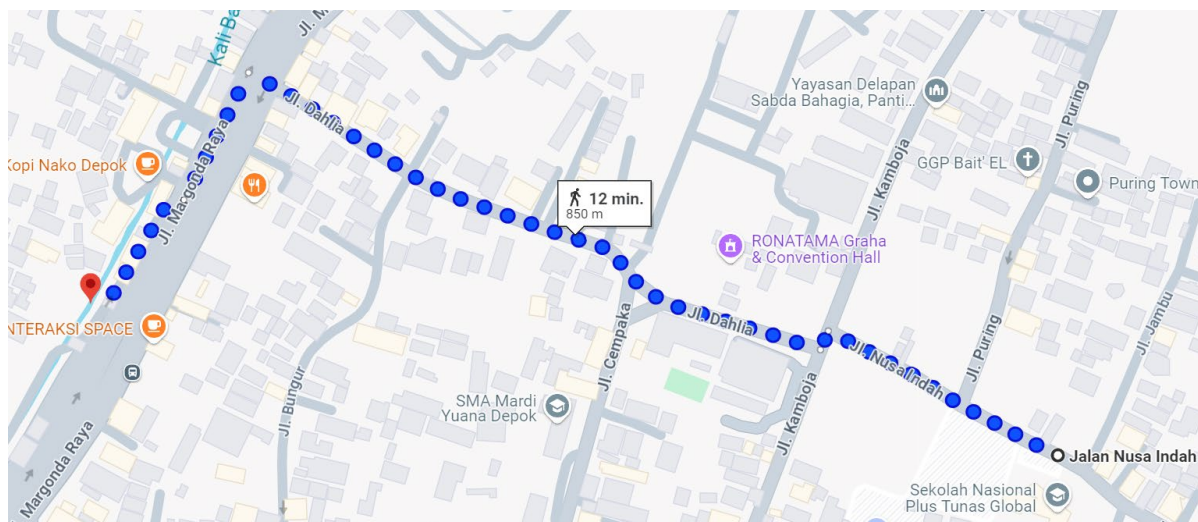 Kali Ba
Jl. M
Jl. Dahlia
Yayasan Delapan
Sabda Bahagia, Panti...
Jl. Puring
Kopi Nako Depok
Jl. Margonda Raya
GGP Bait' EL
Puring Town
Jl. Kamboja
12 min.
850 m
RONATAMA Graha
& Convention Hall
NTERAKSI SPACE
Jl. Dahlia
Jl. Puring
Jl. Jambu
Jl. Nusa Indah
Jl. Cempaka
Jl. Bungur
SMA Mardi
Yuana Depok
Jl. Kamboja
Margonda Raya
Jalan Nusa Indah
Sekolah Nasional
Plus Tunas Global